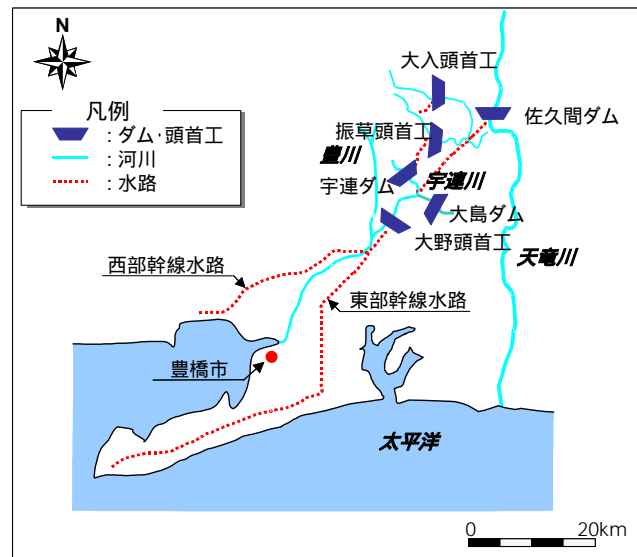 N
凡例
：ダム・頭首工
：河川
：水路
大入頭首工
佐久間ダム
振草頭首工
豊川
宇連ダム
宇連川
大島ダム
大野頭首工
天竜川
西部幹線水路
東部幹線水路
豊橋市
太平洋
0 20km